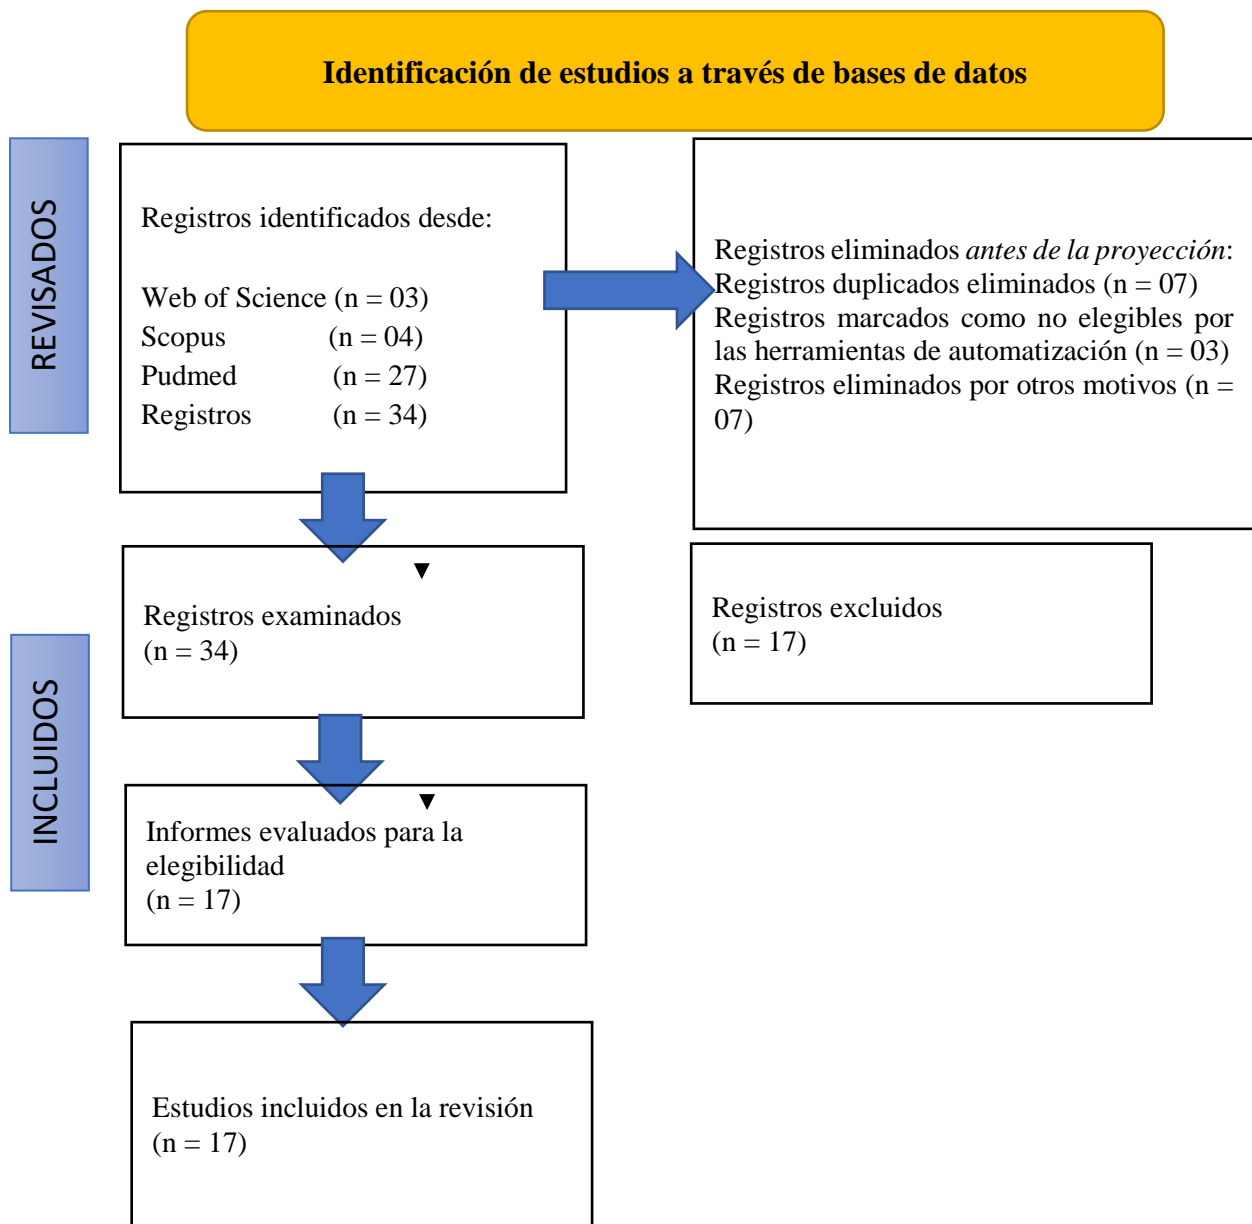 Identificación de estudios a través de bases de datos
REVISADOS
Registros identificados desde:
Web of Science (n = 03)
Scopus (n = 04)
Pudmed (n = 27)
Registros (n = 34)
Registros eliminados antes de la proyección:
Registros duplicados eliminados (n = 07)
Registros marcados como no elegibles por
las herramientas de automatización (n = 03)
Registros eliminados por otros motivos (n =
07)
Registros examinados
(n = 34)
Registros excluidos
(n = 17)
INCLUIDOS
Informes evaluados para la
elegibilidad
(n = 17)
Estudios incluidos en la revisión
(n = 17)